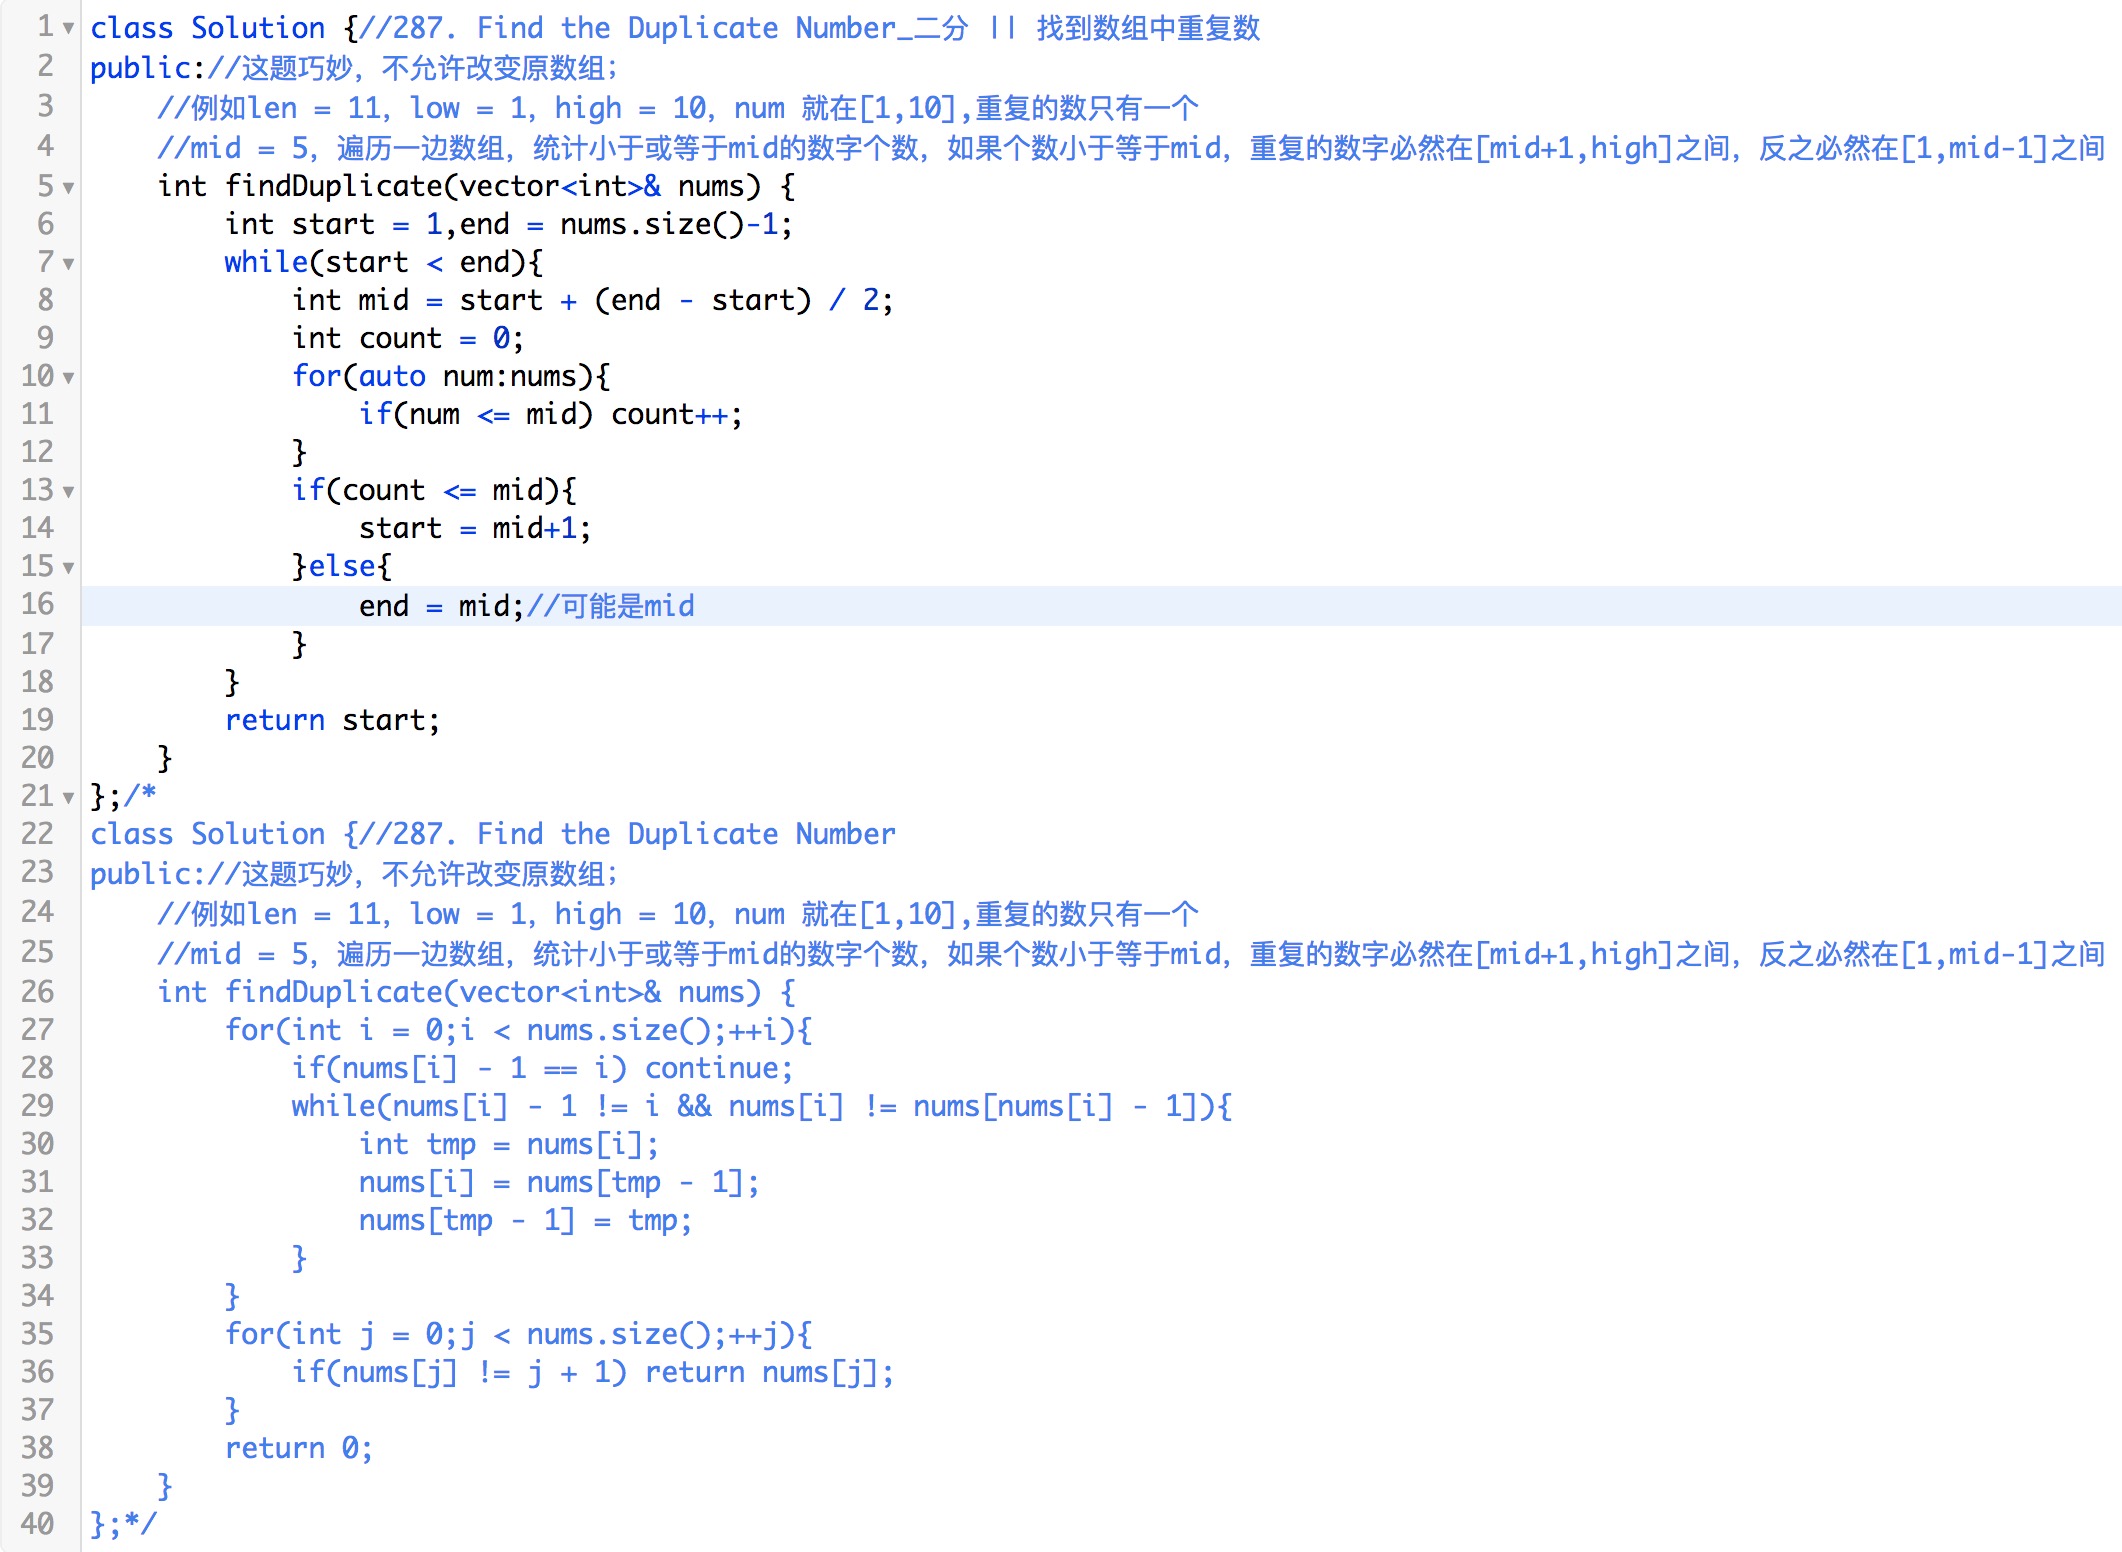 1 class Solution {//287. Find the Duplicate Number_二分 || 找到数组中重复数
2 public://这题巧妙，不允许改变原数组；
3     //例如len = 11，low = 1，high = 10，num 就在[1,10],重复的数只有一个
4     //mid = 5，遍历一边数组，统计小于或等于mid的数字个数，如果个数小于等于mid，重复的数字必然在[mid+1,high]之间，反之必然在[1,mid-1]之间
5     int findDuplicate(vector<int>& nums) {
6         int start = 1,end = nums.size()-1;
7         while(start < end){
8             int mid = start + (end - start) / 2;
9             int count = 0;
10             for(auto num:nums){
11                 if(num <= mid) count++;
12             }
13             if(count <= mid){
14                 start = mid+1;
15             }else{
16                 end = mid;//可能是mid
17             }
18         }
19         return start;
20     }
21 };/*
22 class Solution {//287. Find the Duplicate Number
23 public://这题巧妙，不允许改变原数组；
24     //例如len = 11，low = 1，high = 10，num 就在[1,10],重复的数只有一个
25     //mid = 5，遍历一边数组，统计小于或等于mid的数字个数，如果个数小于等于mid，重复的数字必然在[mid+1,high]之间，反之必然在[1,mid-1]之间
26     int findDuplicate(vector<int>& nums) {
27         for(int i = 0;i < nums.size();++i){
28             if(nums[i] - 1 == i) continue;
29             while(nums[i] - 1 != i && nums[i] != nums[nums[i] - 1]){
30                 int tmp = nums[i];
31                 nums[i] = nums[tmp - 1];
32                 nums[tmp - 1] = tmp;
33             }
34         }
35         for(int j = 0;j < nums.size();++j){
36             if(nums[j] != j + 1) return nums[j];
37         }
38         return 0;
39     }
40 };*/